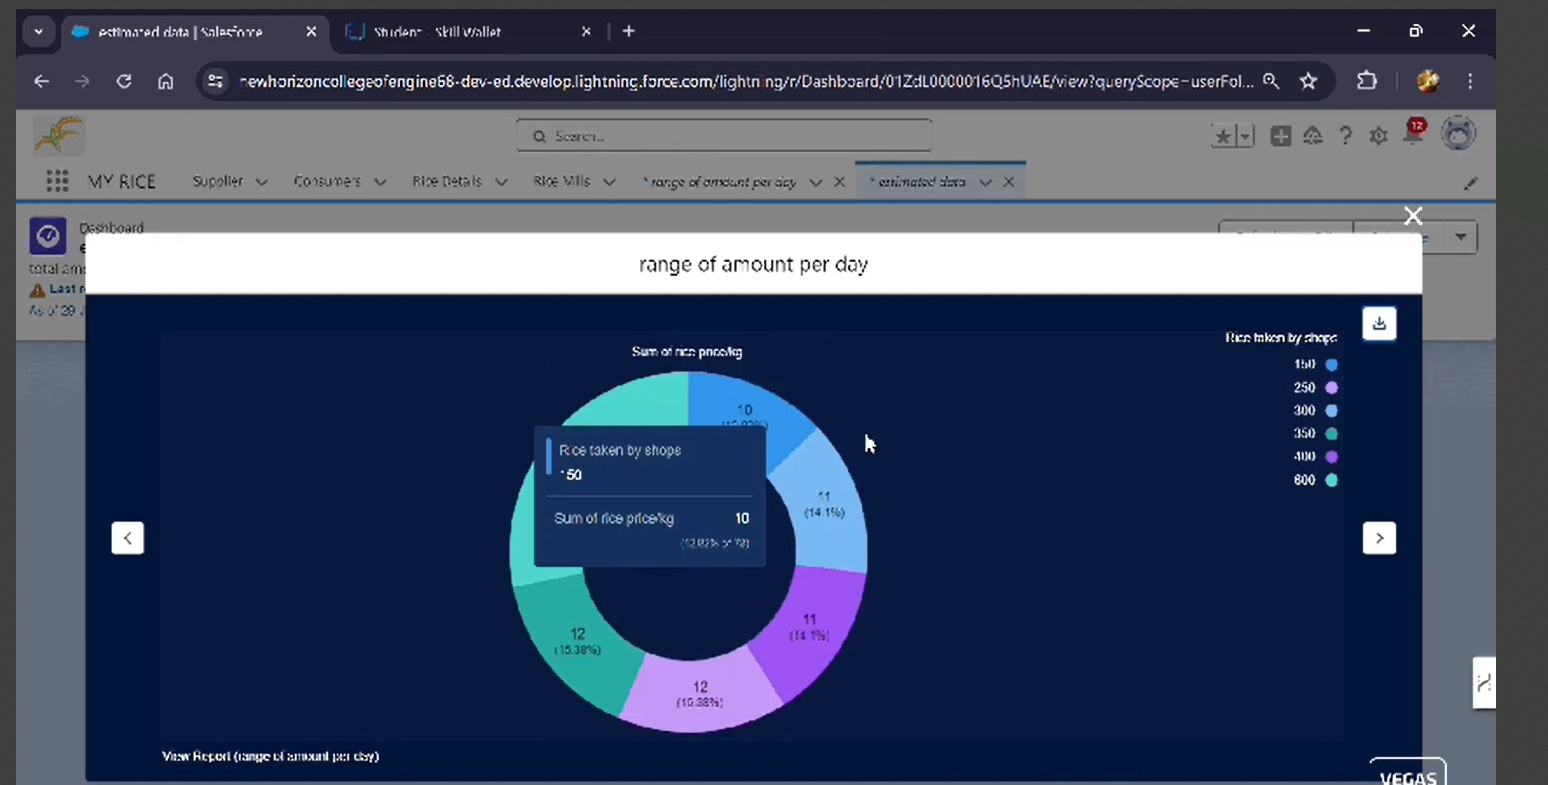 estimated data | Salesforce
Student - Skill Wallet
newhorizoncollegeofengine68-dev-ed.develop.lightning.force.com/lightning/r/Dashboard/01ZdL0000016Q5hUAE/view?queryScope=userFol...
Search...
12
MY RICE
Supplier
Consumers
Rice Details
Rice Mills
* range of amount per day
* estimated data
Dashboard
total am
Last r
As of 29 J
range of amount per day
Sum of rice price/kg
Rice taken by shops
150
250
300
350
400
600
10
Rice taken by shops
150
Sum of rice price/kg
10
(12.82% of 78)
11
(14.1%)
11
(14.1%)
12
(15.38%)
12
(15.38%)
View Report (range of amount per day)
VEGAS